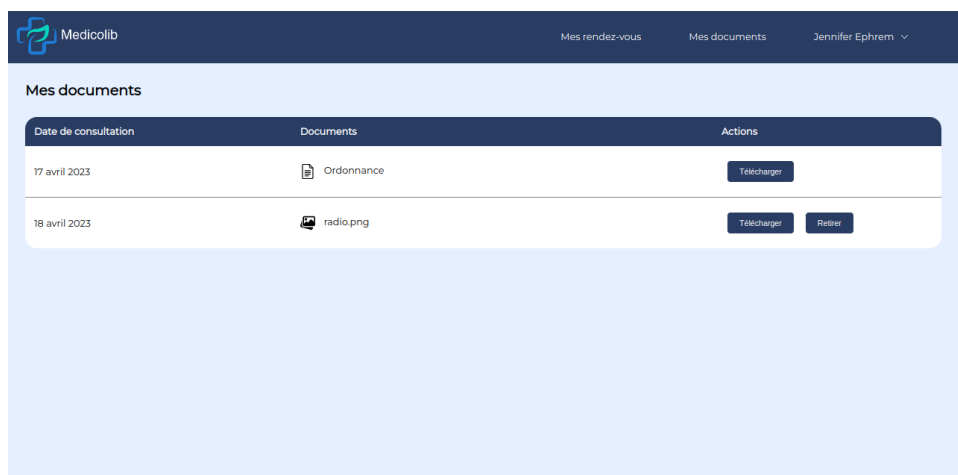 Medicolib
Mes rendez-vous Mes documents Jennifer Ephrem
Mes documents
Date de consultation Documents Actions
17 avril 2023 Ordonnance Télécharger
18 avril 2023 radio.png Télécharger Retirer